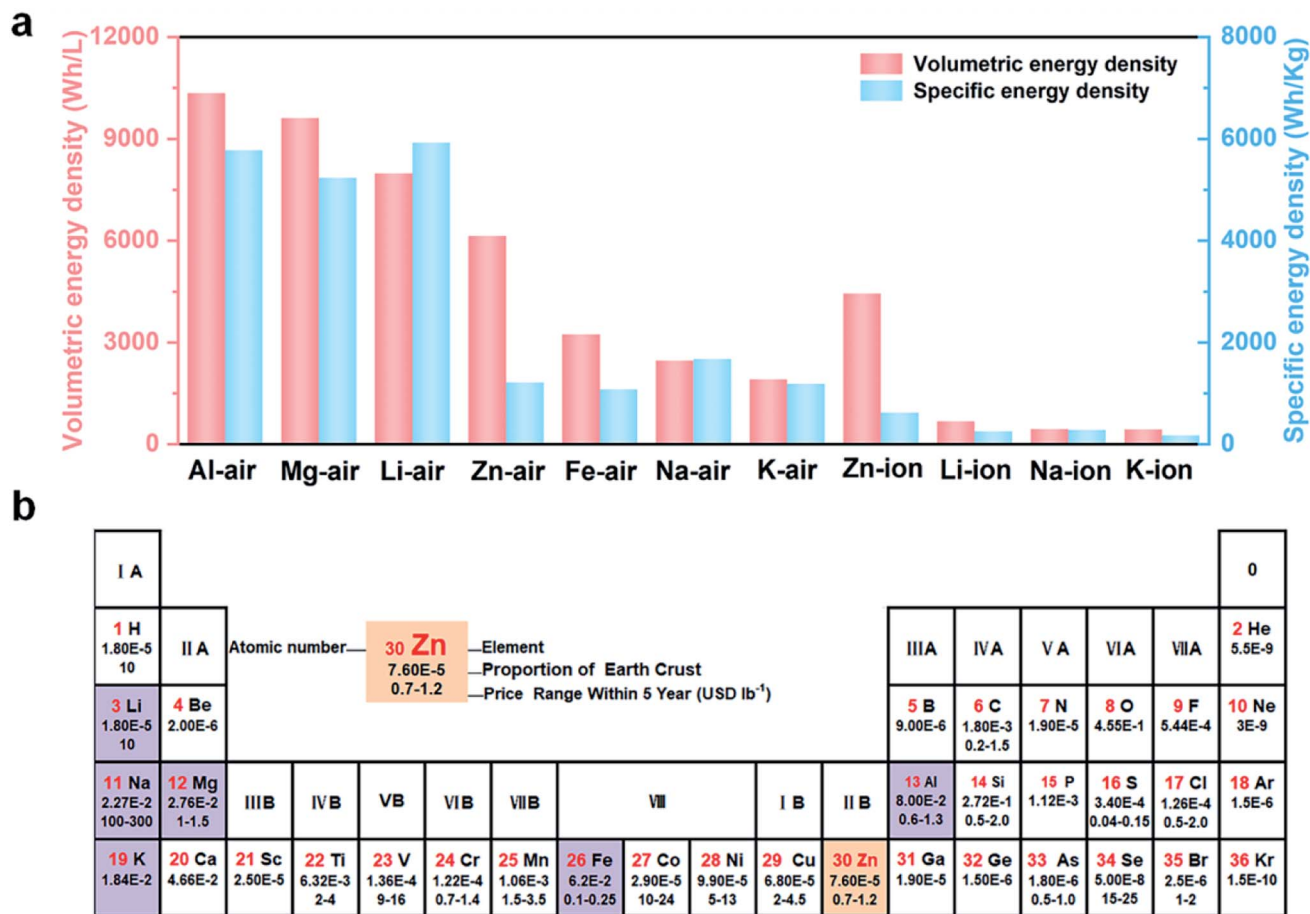 a
Volumetric energy density (Wh/L)
12000
9000
6000
3000
0
Volumetric energy density
Specific energy density
8000
6000
4000
2000
0
Specific energy density (Wh/Kg)
Al-air Mg-air Li-air Zn-air Fe-air Na-air K-air Zn-ion Li-ion Na-ion K-ion
b
I A 0
1 H II A Atomic number 30 Zn Element III A IV A V A VI A VII A 2 He
1.80E-5 7.60E-5 Proportion of Earth Crust 5.5E-9
10 0.7-1.2 Price Range Within 5 Year (USD lb-1)
3 Li 4 Be 5 B 6 C 7 N 8 O 9 F 10 Ne
1.80E-5 2.00E-6 9.00E-6 1.80E-3 1.90E-5 4.55E-1 5.44E-4 3E-9
10 0.2-1.5
11 Na 12 Mg III B IV B VB VI B VII B VIII I B II B 13 Al 14 Si 15 P 16 S 17 Cl 18 Ar
2.27E-2 2.76E-2 8.00E-2 2.72E-1 1.12E-3 3.40E-4 1.26E-4 1.5E-6
100-300 1-1.5 0.6-1.3 0.5-2.0 0.04-0.15 0.5-2.0
19 K 20 Ca 21 Sc 22 Ti 23 V 24 Cr 25 Mn 26 Fe 27 Co 28 Ni 29 Cu 30 Zn 31 Ga 32 Ge 33 As 34 Se 35 Br 36 Kr
1.84E-2 4.66E-2 2.50E-5 6.32E-3 1.36E-4 1.22E-4 1.06E-3 6.2E-2 2.90E-5 9.90E-5 6.80E-5 7.60E-5 1.90E-5 1.50E-6 1.80E-6 5.00E-8 2.5E-6 1.5E-10
2-4 9-16 0.7-1.4 1.5-3.5 0.1-0.25 10-24 5-13 2-4.5 0.7-1.2 0.5-1.0 15-25 1-2